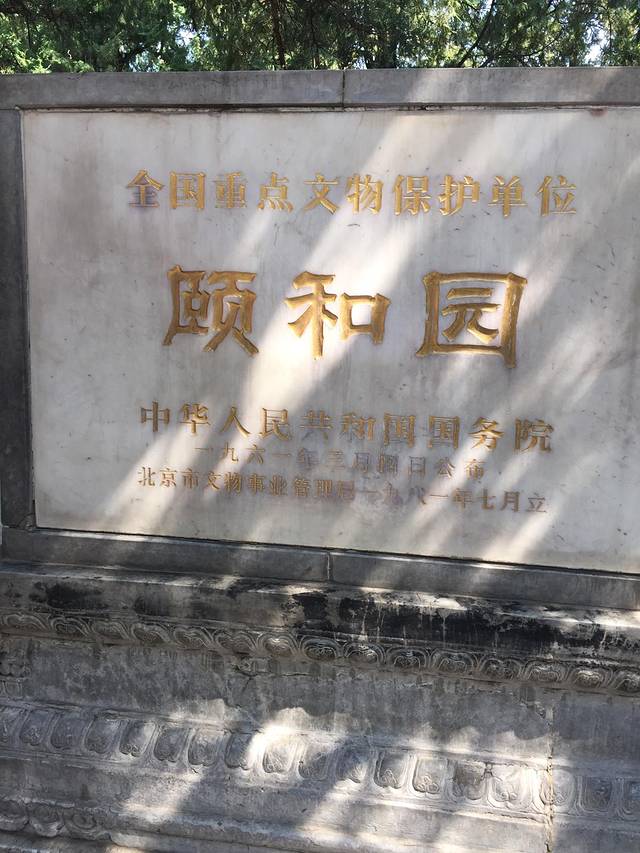 全国重点文物保护单位
颐和园
中华人民共和国国务院
一九六一年三月四日公布
北京市文物事业管理局一九八一年七月立